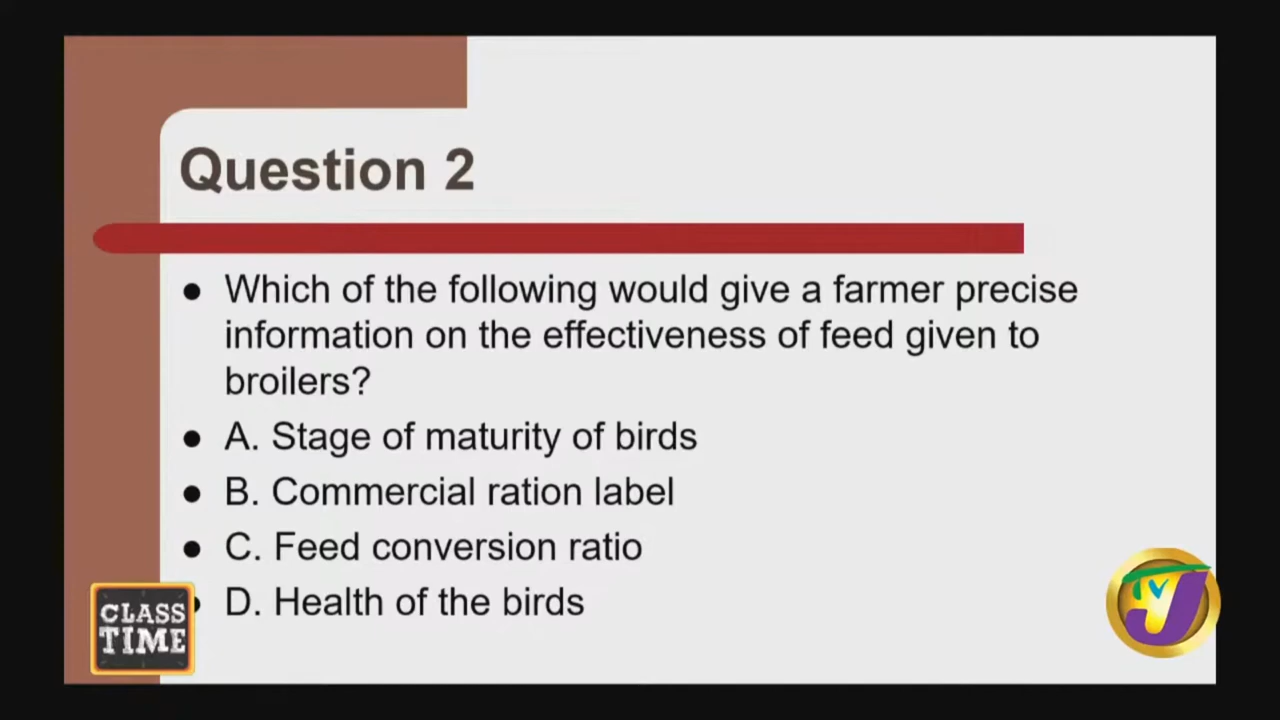 Question 2
● Which of the following would give a farmer precise
information on the effectiveness of feed given to
broilers?
● A. Stage of maturity of birds
● B. Commercial ration label
● C. Feed conversion ratio
● D. Health of the birds
CLASS
TIME
TVJ